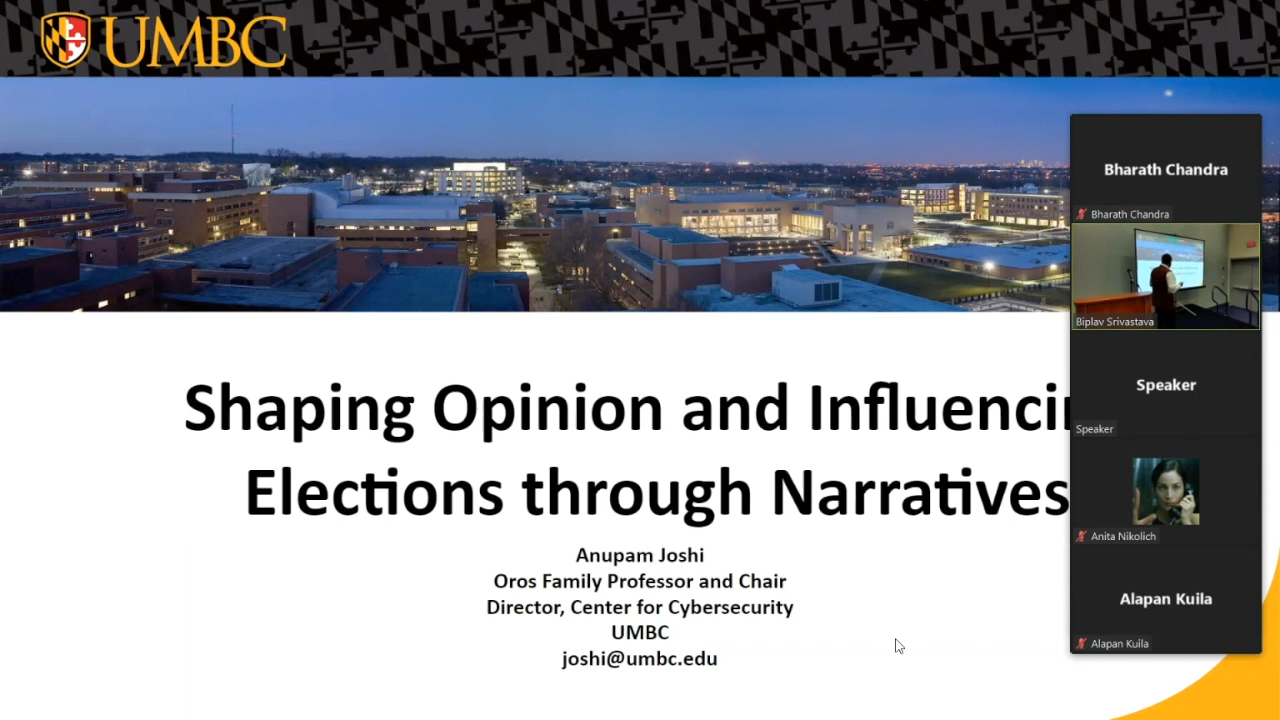 UMBC
Bharath Chandra
Bharath Chandra
Biplav Srivastava
Speaker
Speaker
Anita Nikolich
Alapan Kuila
Alapan Kuila
Shaping Opinion and Influenci
Elections through Narratives
Anupam Joshi
Oros Family Professor and Chair
Director, Center for Cybersecurity
UMBC
joshi@umbc.edu